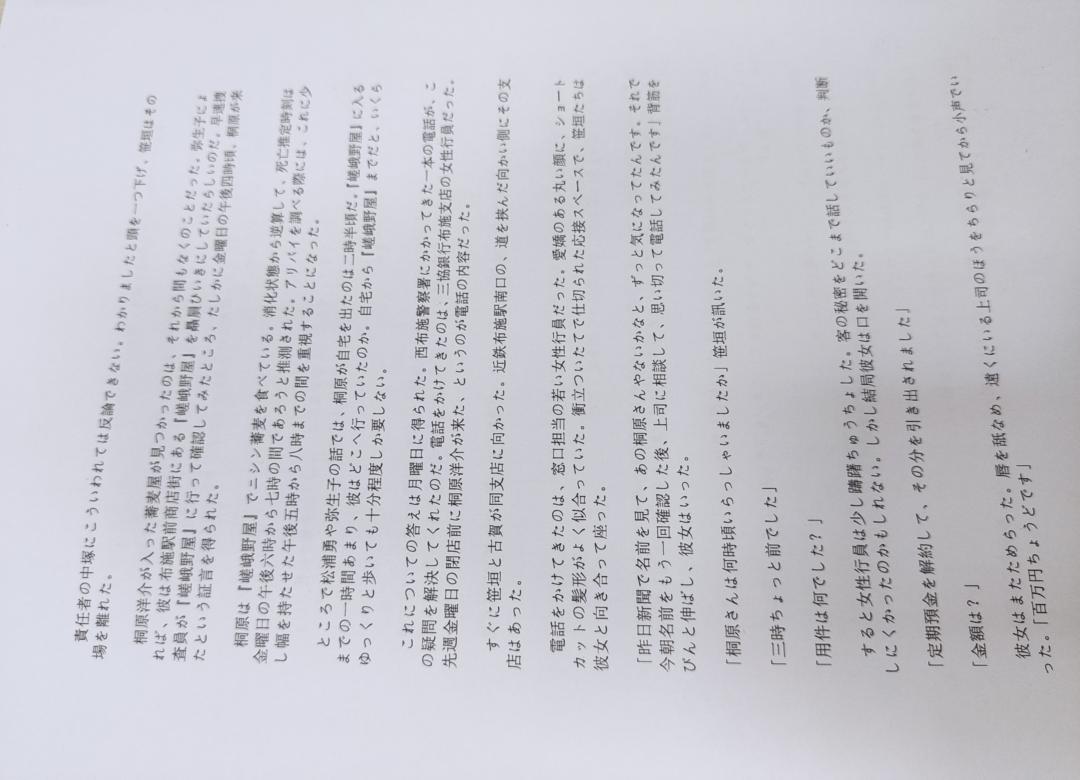 責任者の中塚にこういわれては反論できない。わかりましたと頭を一つ下げ、笹垣はその
場を離れた。
桐原洋介が入った蕎麦屋が見つかったのは、それから間もなくのことだった。弥生子によ
れば、彼は布施駅前商店街にある『嵯峨野屋』を贔屓ひいきにしていたらしいのだ。早速捜
査員が『嵯峨野屋』に行って確認してみたところ、たしかに金曜日の午後四時頃、桐原が来
たという証言を得られた。
桐原は『嵯峨野屋』でニシン蕎麦を食べている。消化状態から逆算して、死亡推定時刻は
金曜日の午後六時から七時の間であろうと推測された。アリバイを調べる際には、これに少
し幅を持たせた午後五時から八時までの間を重視することになった。
ところで松浦勇や弥生子の話では、桐原が自宅を出たのは二時半頃だ。『嵯峨野屋』に入る
までの一時間あまり、彼はどこへ行っていたのか。自宅から『嵯峨野屋』までだと、いくら
ゆっくりと歩いても十分程度しか要しない。
これについての答えは月曜日に得られた。西布施警察署にかかってきた一本の電話が、こ
の疑問を解決してくれたのだ。電話をかけてきたのは、三協銀行布施支店の女性行員だった。
先週金曜日の閉店前に桐原洋介が来た、というのが電話の内容だった。
すぐに笹垣と古賀が同支店に向かった。近鉄布施駅南口の、道を挟んだ向かい側にその支
店はあった。
電話をかけてきたのは、窓口担当の若い女性行員だった。愛嬌のある丸い顔に、ショート
カットの髪形がよく似合っていた。衝立ついたてで仕切られた応接スペースで、笹垣たちは
彼女と向き合って座った。
「昨日新聞で名前を見て、あの桐原さんやないかなと、ずっと気になってたんです。それで
今朝名前をもう一回確認した後、上司に相談して、思い切って電話してみたんです」背筋を
ぴんと伸ばし、彼女はいった。
「桐原さんは何時頃いらっしゃいましたか」笹垣が訊いた。
「三時ちょっと前でした」
「用件は何でした？」
すると女性行員は少し躊躇ちゅうちょした。客の秘密をどこまで話していいものか、判断
しにくかったのかもしれない。しかし結局彼女は口を開いた。
「定期預金を解約して、その分を引き出されました」
「金額は？」
彼女はまたためらった。唇を舐なめ、遠くにいる上司のほうをちらりと見てから小声でい
った。「百万円ちょうどです」